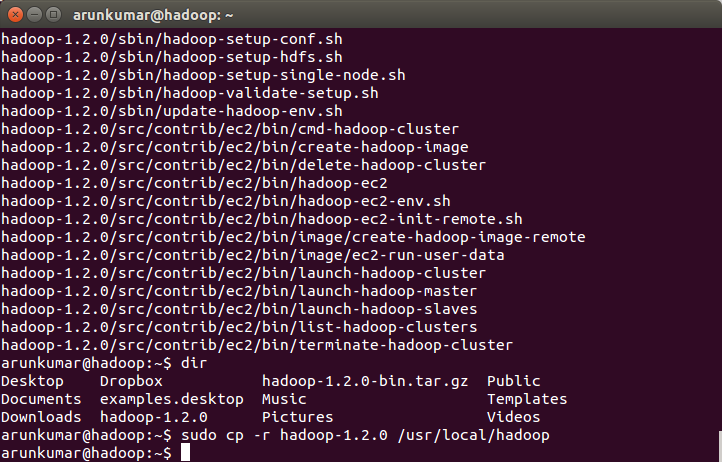 arunkumar@hadoop: ~
hadoop-1.2.0/sbin/hadoop-setup-conf.sh
hadoop-1.2.0/sbin/hadoop-setup-hdfs.sh
hadoop-1.2.0/sbin/hadoop-setup-single-node.sh
hadoop-1.2.0/sbin/hadoop-validate-setup.sh
hadoop-1.2.0/sbin/update-hadoop-env.sh
hadoop-1.2.0/src/contrib/ec2/bin/cmd-hadoop-cluster
hadoop-1.2.0/src/contrib/ec2/bin/create-hadoop-image
hadoop-1.2.0/src/contrib/ec2/bin/delete-hadoop-cluster
hadoop-1.2.0/src/contrib/ec2/bin/hadoop-ec2
hadoop-1.2.0/src/contrib/ec2/bin/hadoop-ec2-env.sh
hadoop-1.2.0/src/contrib/ec2/bin/hadoop-ec2-init-remote.sh
hadoop-1.2.0/src/contrib/ec2/bin/image/create-hadoop-image-remote
hadoop-1.2.0/src/contrib/ec2/bin/image/ec2-run-user-data
hadoop-1.2.0/src/contrib/ec2/bin/launch-hadoop-cluster
hadoop-1.2.0/src/contrib/ec2/bin/launch-hadoop-master
hadoop-1.2.0/src/contrib/ec2/bin/launch-hadoop-slaves
hadoop-1.2.0/src/contrib/ec2/bin/list-hadoop-clusters
hadoop-1.2.0/src/contrib/ec2/bin/terminate-hadoop-cluster
arunkumar@hadoop:~$ dir
Desktop    Dropbox           hadoop-1.2.0-bin.tar.gz  Public
Documents  examples.desktop  Music                    Templates
Downloads  hadoop-1.2.0      Pictures                 Videos
arunkumar@hadoop:~$ sudo cp -r hadoop-1.2.0 /usr/local/hadoop
arunkumar@hadoop:~$